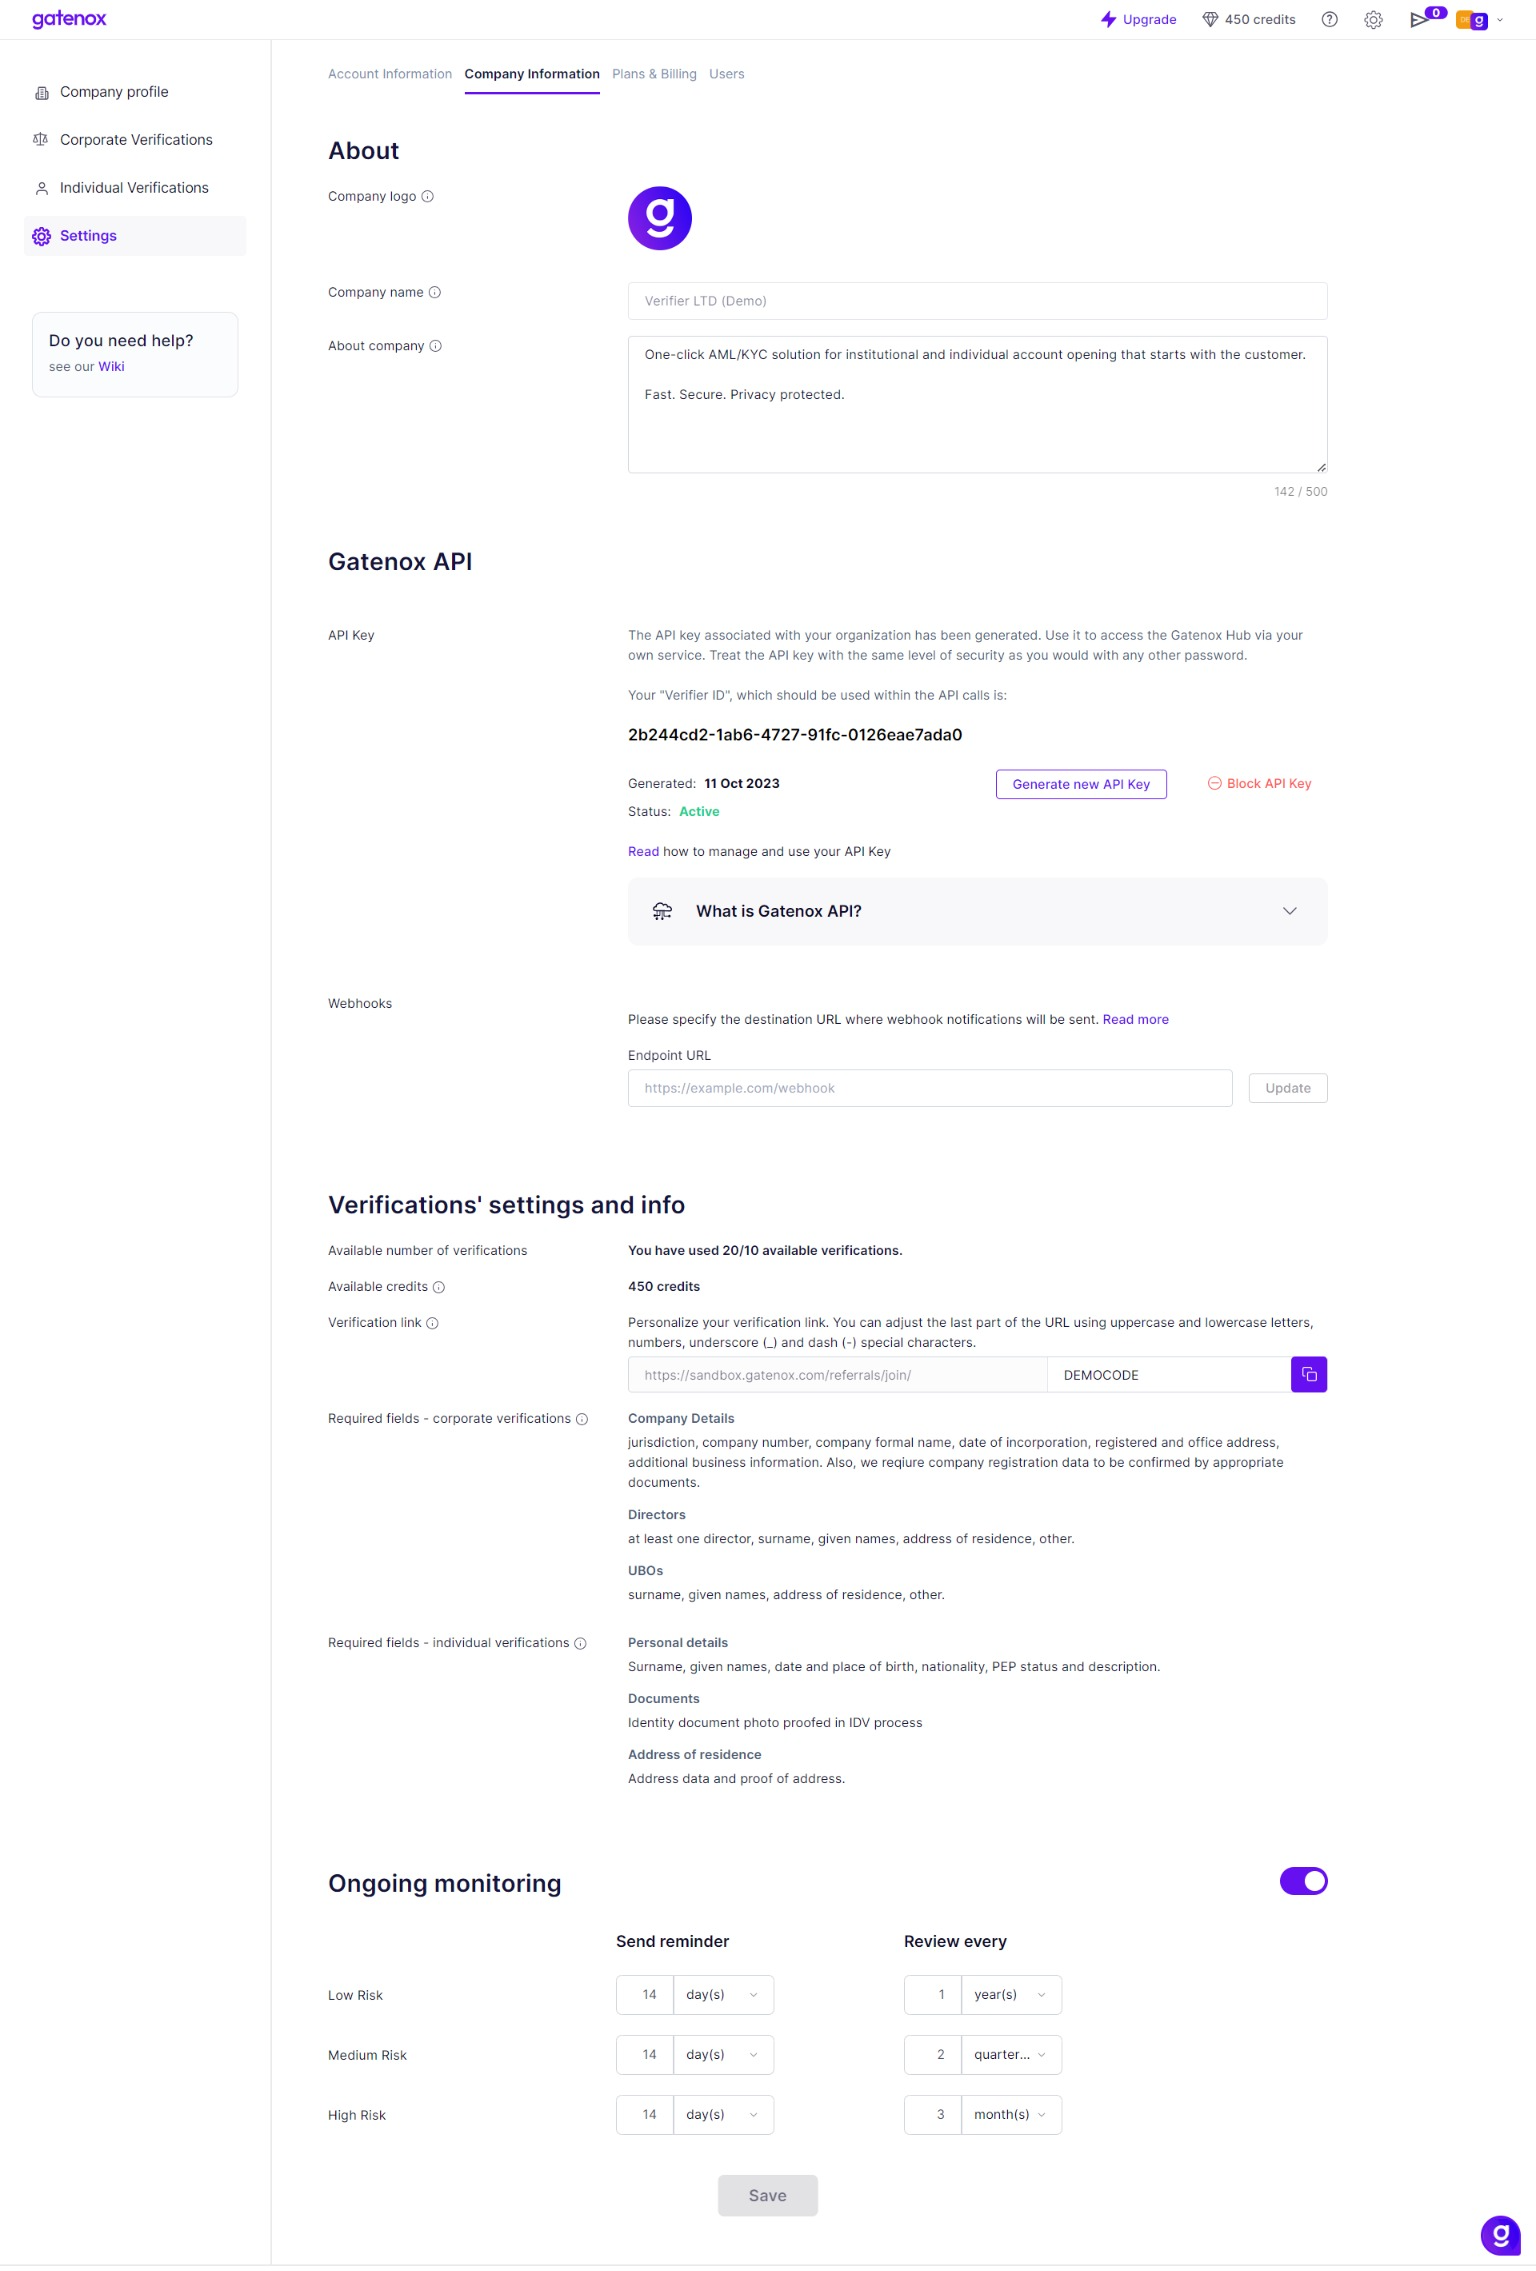 gatenox
Upgrade
450 credits
0
g
Company profile
Corporate Verifications
Individual Verifications
Settings
Do you need help?
see our Wiki
Account Information Company Information Plans & Billing Users
About
Company logo
g
Company name
Verifier LTD (Demo)
About company
One-click AML/KYC solution for institutional and individual account opening that starts with the customer.
Fast. Secure. Privacy protected.
142 / 500
Gatenox API
API Key
The API key associated with your organization has been generated. Use it to access the Gatenox Hub via your
own service. Treat the API key with the same level of security as you would with any other password.
Your "Verifier ID", which should be used within the API calls is:
2b244cd2-1ab6-4727-91fc-0126eae7ada0
Generated: 11 Oct 2023
Generate new API Key
Block API Key
Status: Active
Read how to manage and use your API Key
What is Gatenox API?
Webhooks
Please specify the destination URL where webhook notifications will be sent. Read more
Endpoint URL
https://example.com/webhook
Update
Verifications' settings and info
Available number of verifications
You have used 20/10 available verifications.
Available credits
450 credits
Verification link
Personalize your verification link. You can adjust the last part of the URL using uppercase and lowercase letters,
numbers, underscore (_) and dash (-) special characters.
https://sandbox.gatenox.com/referrals/join/
DEMOCODE
Required fields - corporate verifications
Company Details
jurisdiction, company number, company formal name, date of incorporation, registered and office address,
additional business information. Also, we reqiure company registration data to be confirmed by appropriate
documents.
Directors
at least one director, surname, given names, address of residence, other.
UBOs
surname, given names, address of residence, other.
Required fields - individual verifications
Personal details
Surname, given names, date and place of birth, nationality, PEP status and description.
Documents
Identity document photo proofed in IDV process
Address of residence
Address data and proof of address.
Ongoing monitoring
Send reminder
Review every
Low Risk
14 day(s)
1 year(s)
Medium Risk
14 day(s)
2 quarter...
High Risk
14 day(s)
3 month(s)
Save
g